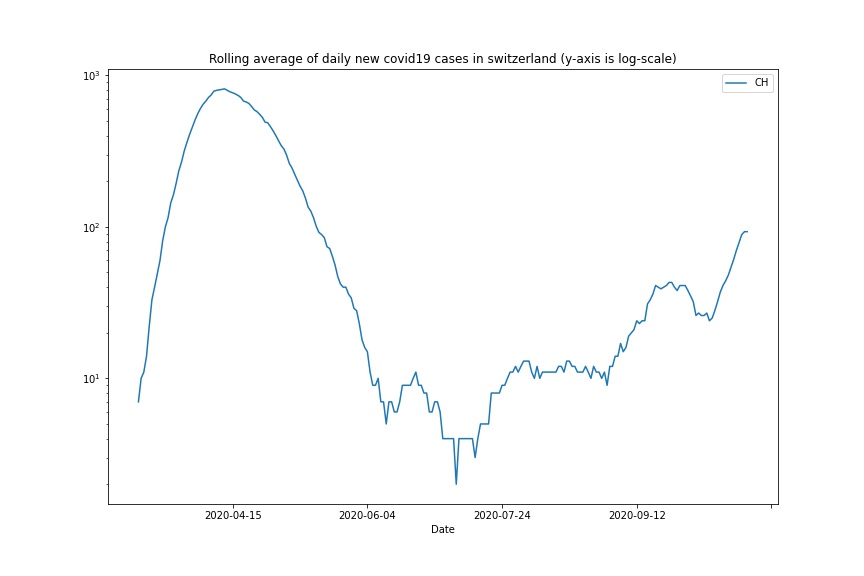 Rolling average of daily new covid19 cases in switzerland (y-axis is log-scale)
CH
10³
10²
10¹
2020-04-15
2020-06-04
2020-07-24
2020-09-12
Date